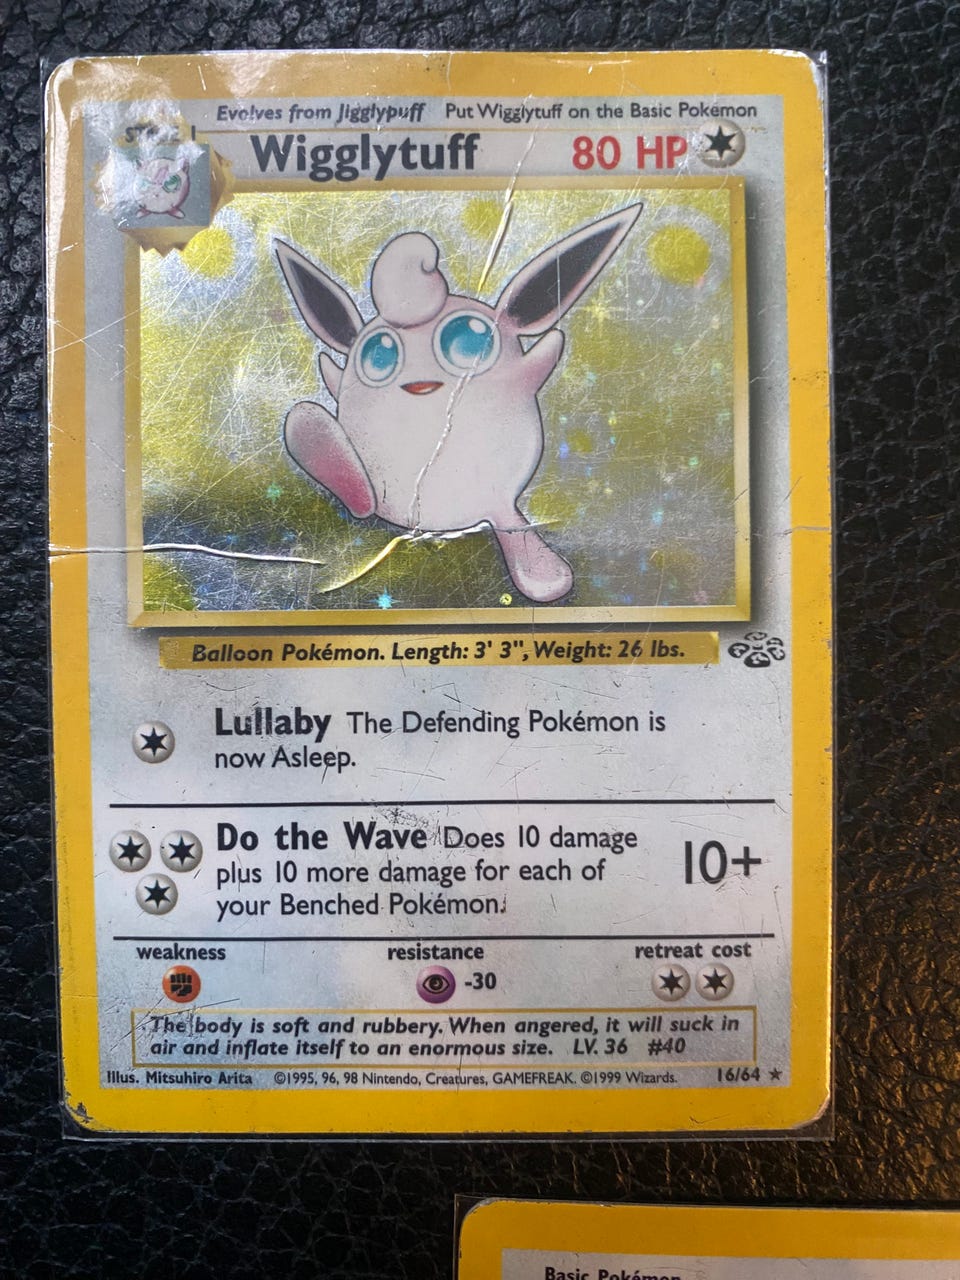 Evolves from Jigglypuff Put Wigglytuff on the Basic Pokémon
STAGE 1
Wigglytuff 80 HP
Balloon Pokémon. Length: 3' 3", Weight: 26 lbs.
Lullaby The Defending Pokémon is
now Asleep.
Do the Wave Does 10 damage
plus 10 more damage for each of
your Benched Pokémon.
10+
weakness resistance retreat cost
-30
The body is soft and rubbery. When angered, it will suck in
air and inflate itself to an enormous size. LV. 36 #40
Illus. Mitsuhiro Arita ©1995, 96, 98 Nintendo, Creatures, GAMEFREAK. ©1999 Wizards. 16/64 ★
Basic Pokémon